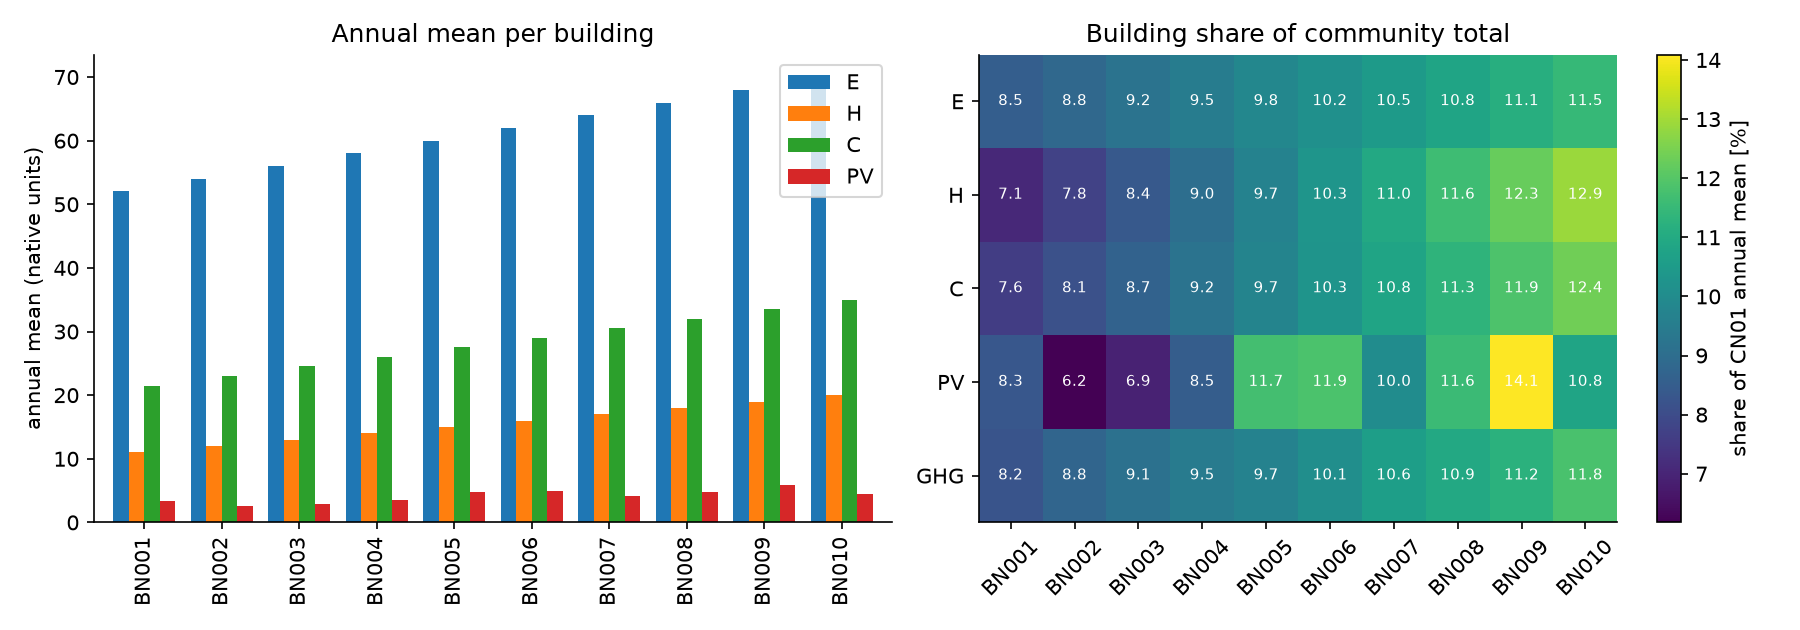 Annual mean per building
annual mean (native units)
70
60
50
40
30
20
10
0
E
H
C
PV
BN001 BN002 BN003 BN004 BN005 BN006 BN007 BN008 BN009 BN010
Building share of community total
E 8.5 8.8 9.2 9.5 9.8 10.2 10.5 10.8 11.1 11.5
H 7.1 7.8 8.4 9.0 9.7 10.3 11.0 11.6 12.3 12.9
C 7.6 8.1 8.7 9.2 9.7 10.3 10.8 11.3 11.9 12.4
PV 8.3 6.2 6.9 8.5 11.7 11.9 10.0 11.6 14.1 10.8
GHG 8.2 8.8 9.1 9.5 9.7 10.1 10.6 10.9 11.2 11.8
BN001 BN002 BN003 BN004 BN005 BN006 BN007 BN008 BN009 BN010
14
13
12
11
10
9
8
7
share of CN01 annual mean [%]